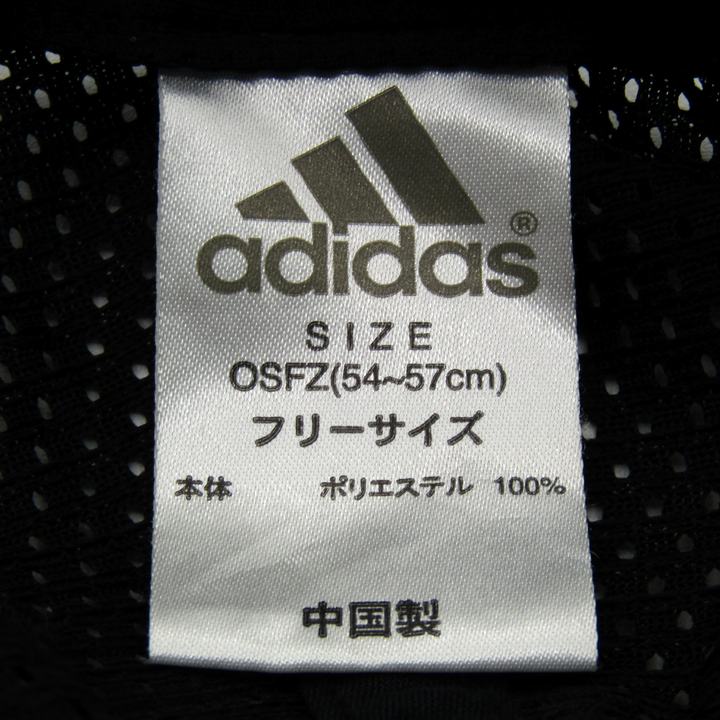 adidas®
SIZE
OSFZ(54~57cm)
フリーサイズ
本体 ポリエステル 100%
中国製